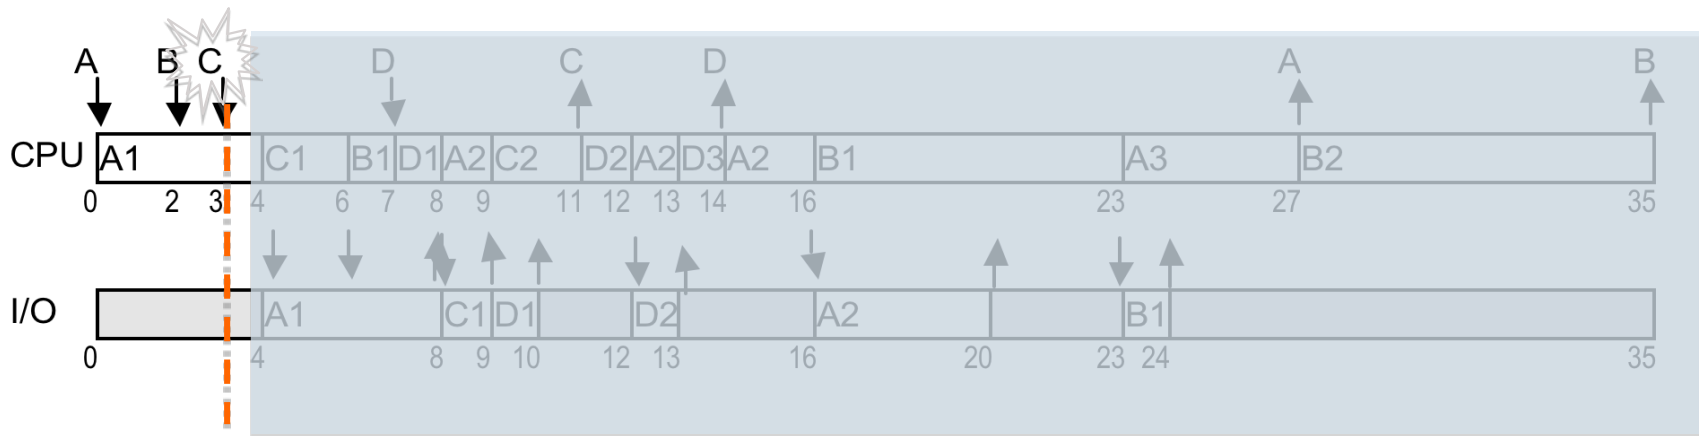 A B C D C D A B
CPU A1 C1 B1 D1 A2 C2 D2 A2 D3 A2 B1 A3 B2
0 2 3 4 6 7 8 9 11 12 13 14 16 23 27 35
I/O A1 C1 D1 D2 A2 B1
0 4 8 9 10 12 13 16 20 23 24 35